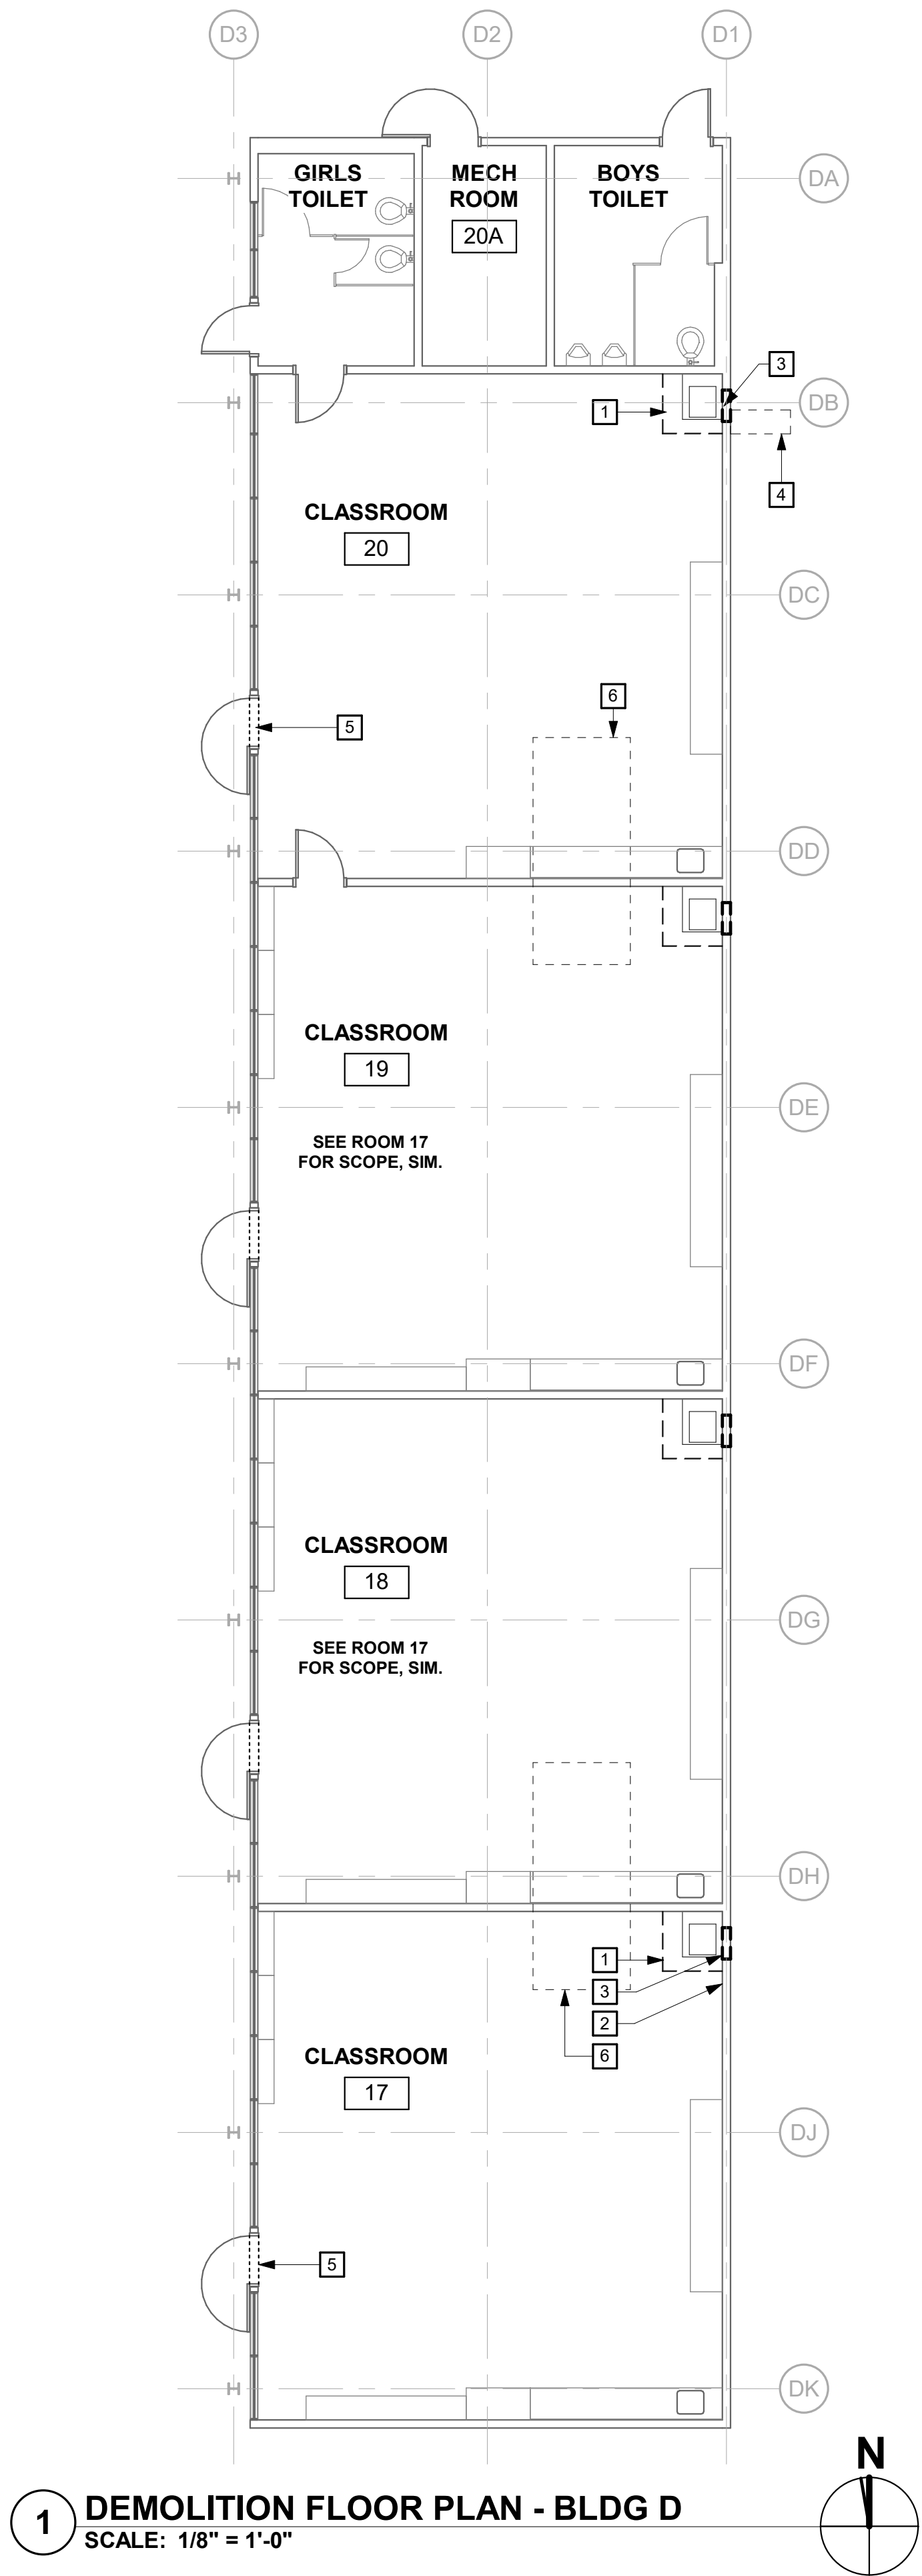 D3
D2
D1
GIRLS
TOILET
MECH
ROOM
20A
BOYS
TOILET
DA
3
DB
1
4
CLASSROOM
20
DC
6
5
DD
CLASSROOM
19
DE
SEE ROOM 17
FOR SCOPE, SIM.
DF
CLASSROOM
18
DG
SEE ROOM 17
FOR SCOPE, SIM.
DH
1
3
2
6
CLASSROOM
17
DJ
5
DK
N
1
DEMOLITION FLOOR PLAN - BLDG D
SCALE: 1/8" = 1'-0"